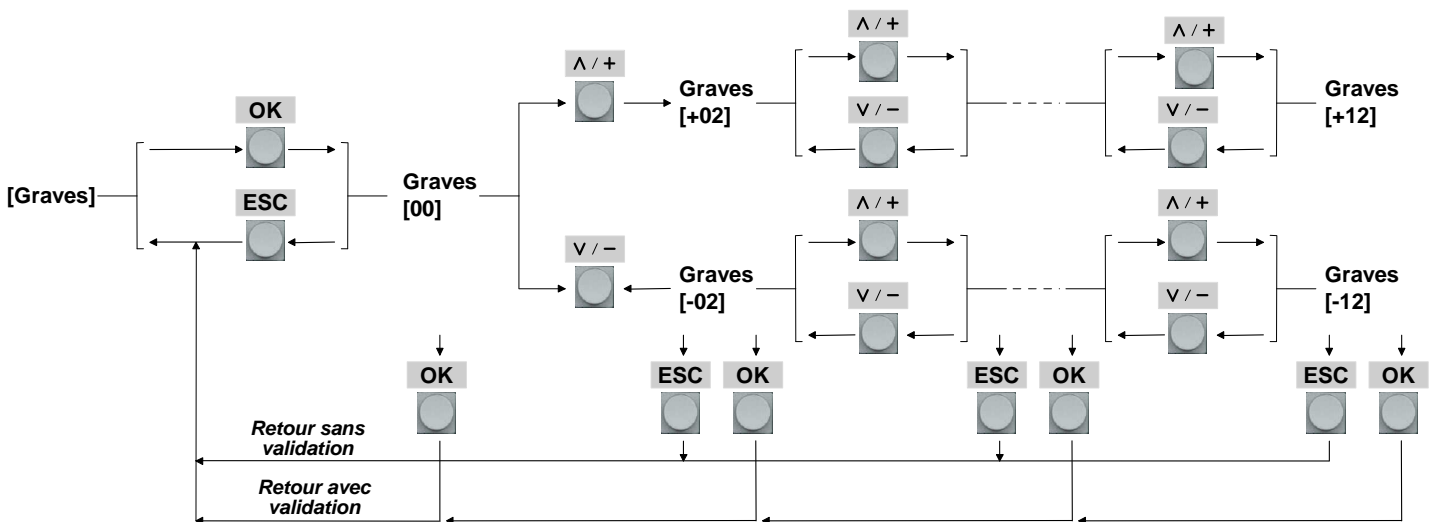 ∧ / +
∧ / +
∧ / +
OK
Graves
[+02]
Graves
[+12]
∨ / −
∨ / −
[Graves]
ESC
Graves
[00]
∧ / +
∧ / +
∨ / −
Graves
[-02]
Graves
[-12]
∨ / −
∨ / −
OK
ESC
OK
ESC
OK
ESC
OK
Retour sans
validation
Retour avec
validation